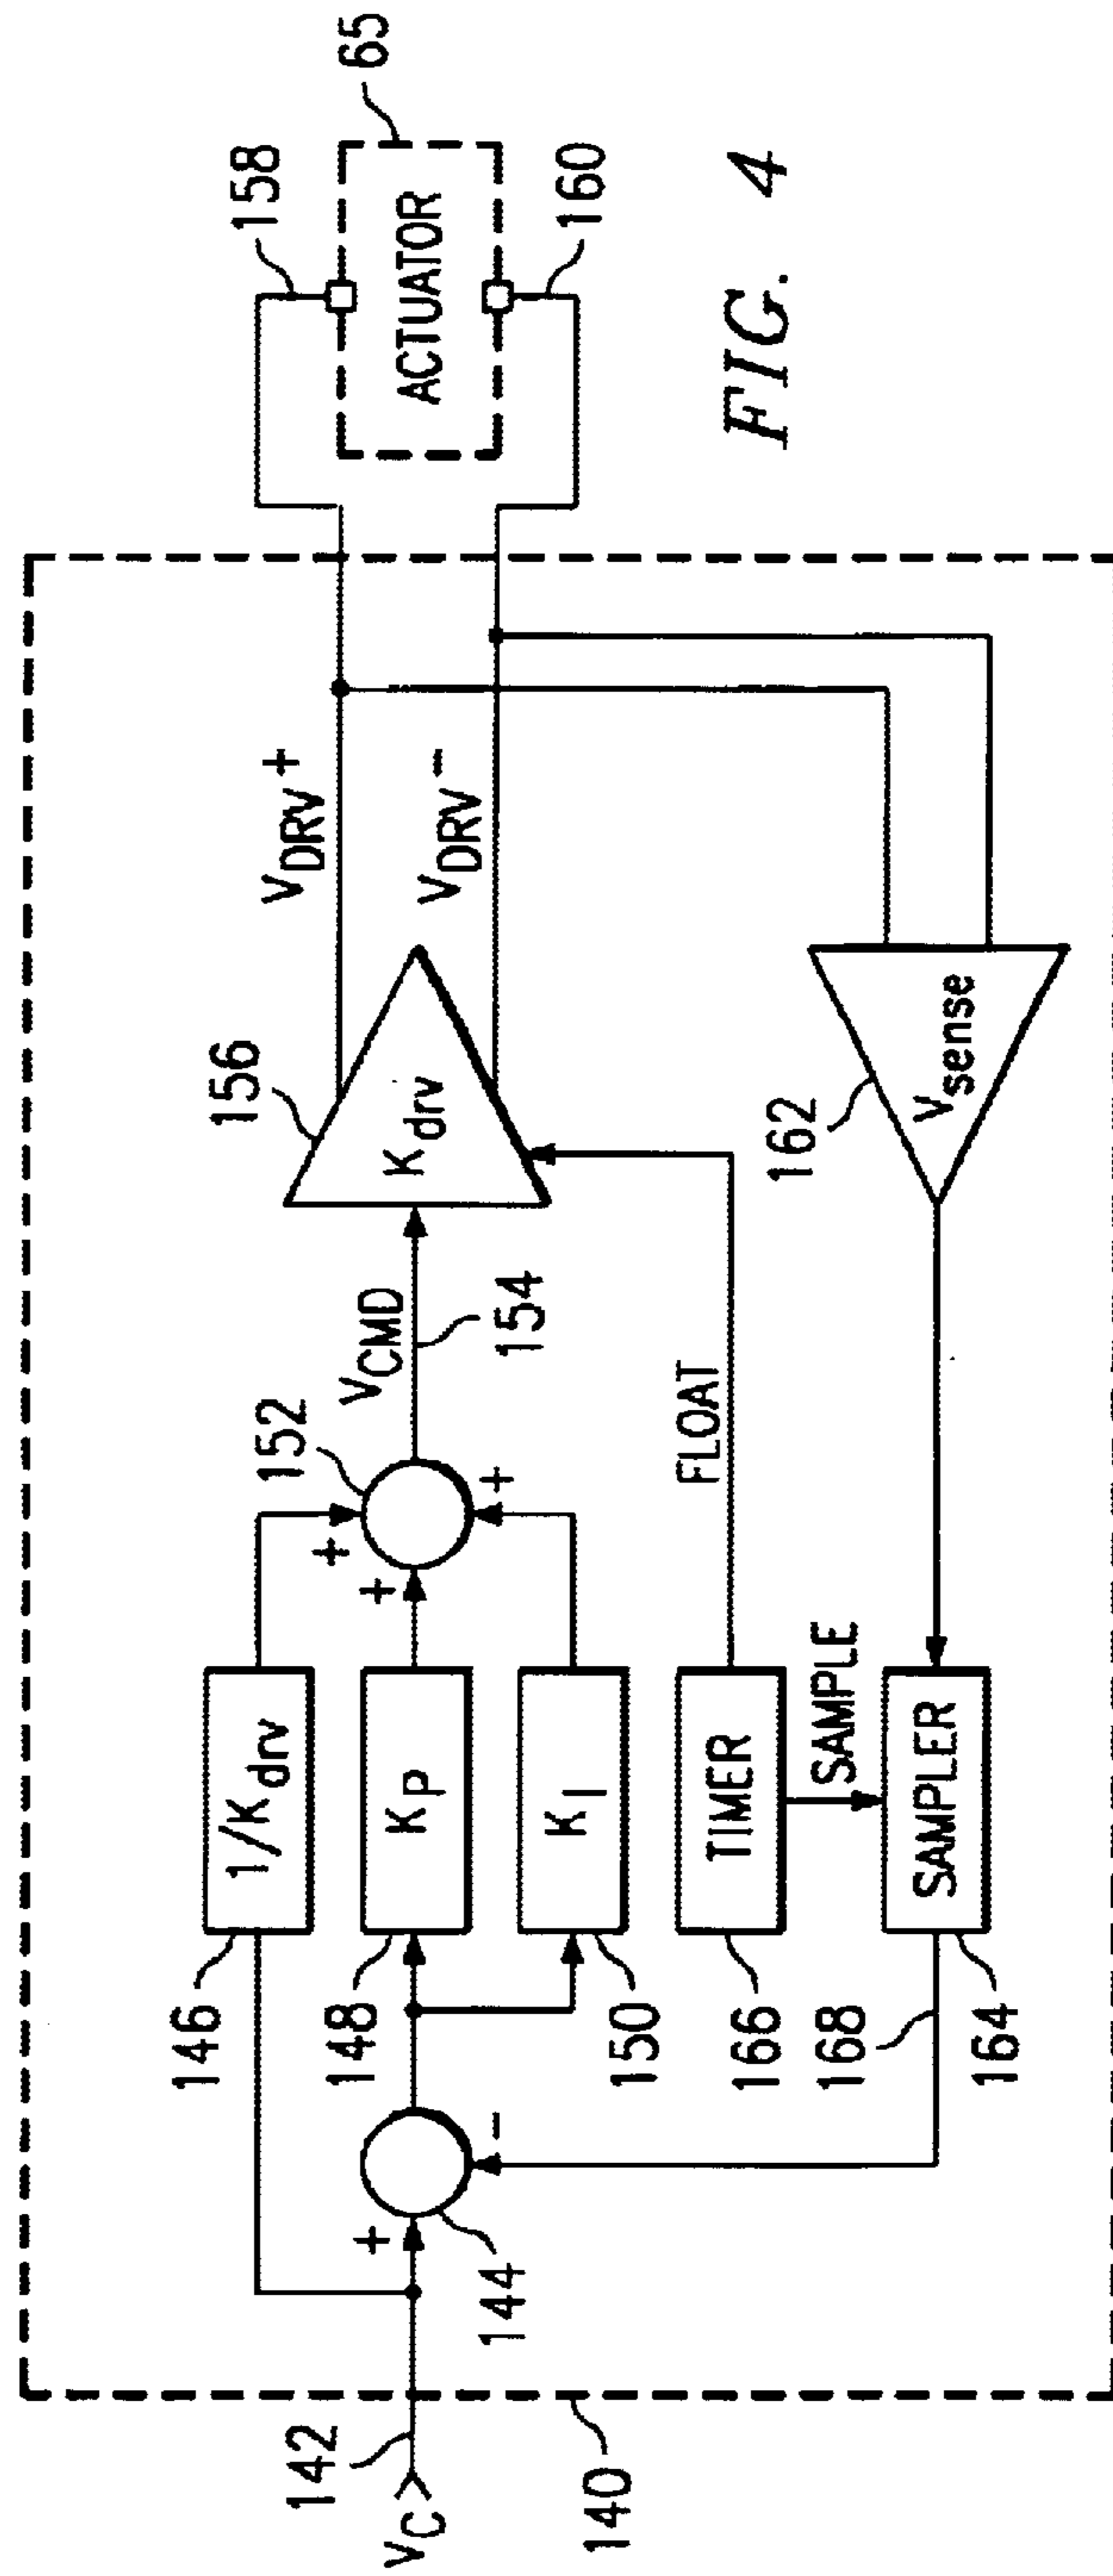 65
158
ACTUATOR
160
FIG. 4
V_DRV+
V_DRV-
156
K_drv
V_sense
162
154
V_CMD
152
+
+
+
FLOAT
1/K_drv
146
K_P
148
K_I
150
TIMER
166
SAMPLE
SAMPLER
164
168
+
-
144
142
V_C
140